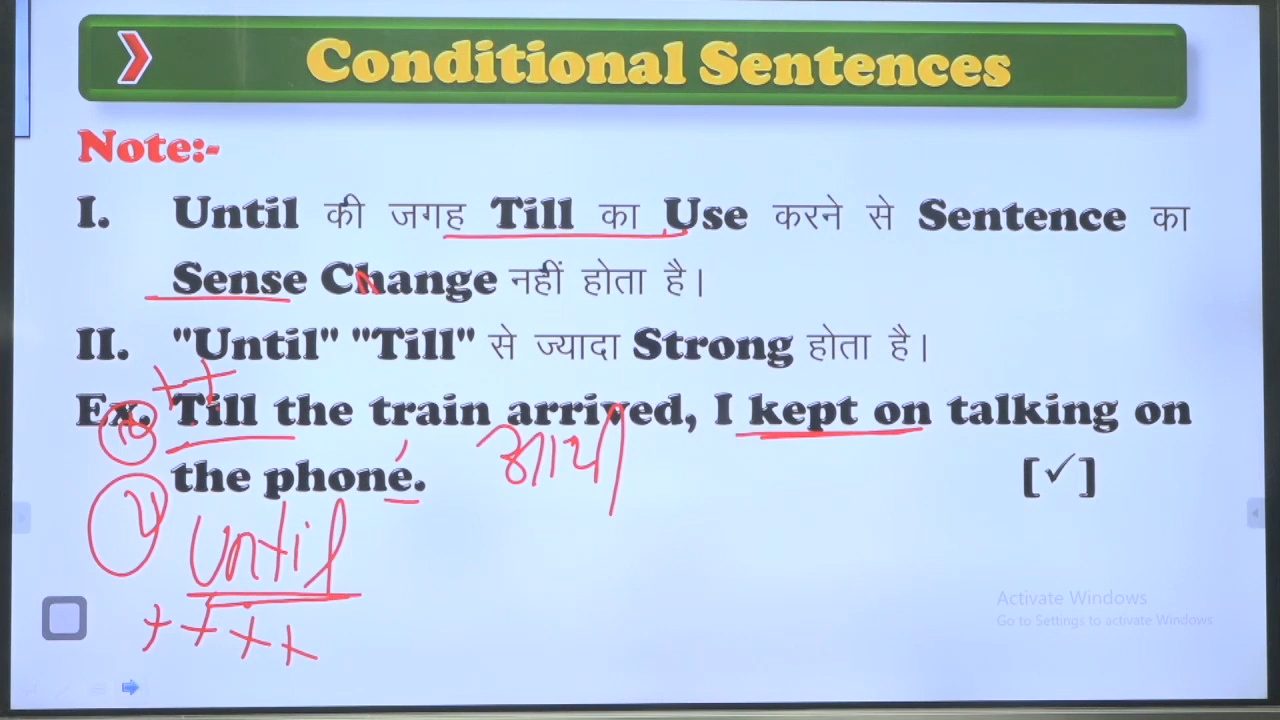 Conditional Sentences
Note:-
I. Until की जगह Till का Use करने से Sentence का
Sense Change नहीं होता है।
II. "Until" "Till" से ज्यादा Strong होता है।
Ex. Till the train arrived, I kept on talking on
the phone. [✓]
आयी
until
++
++++
Activate Windows
Go to Settings to activate Windows.